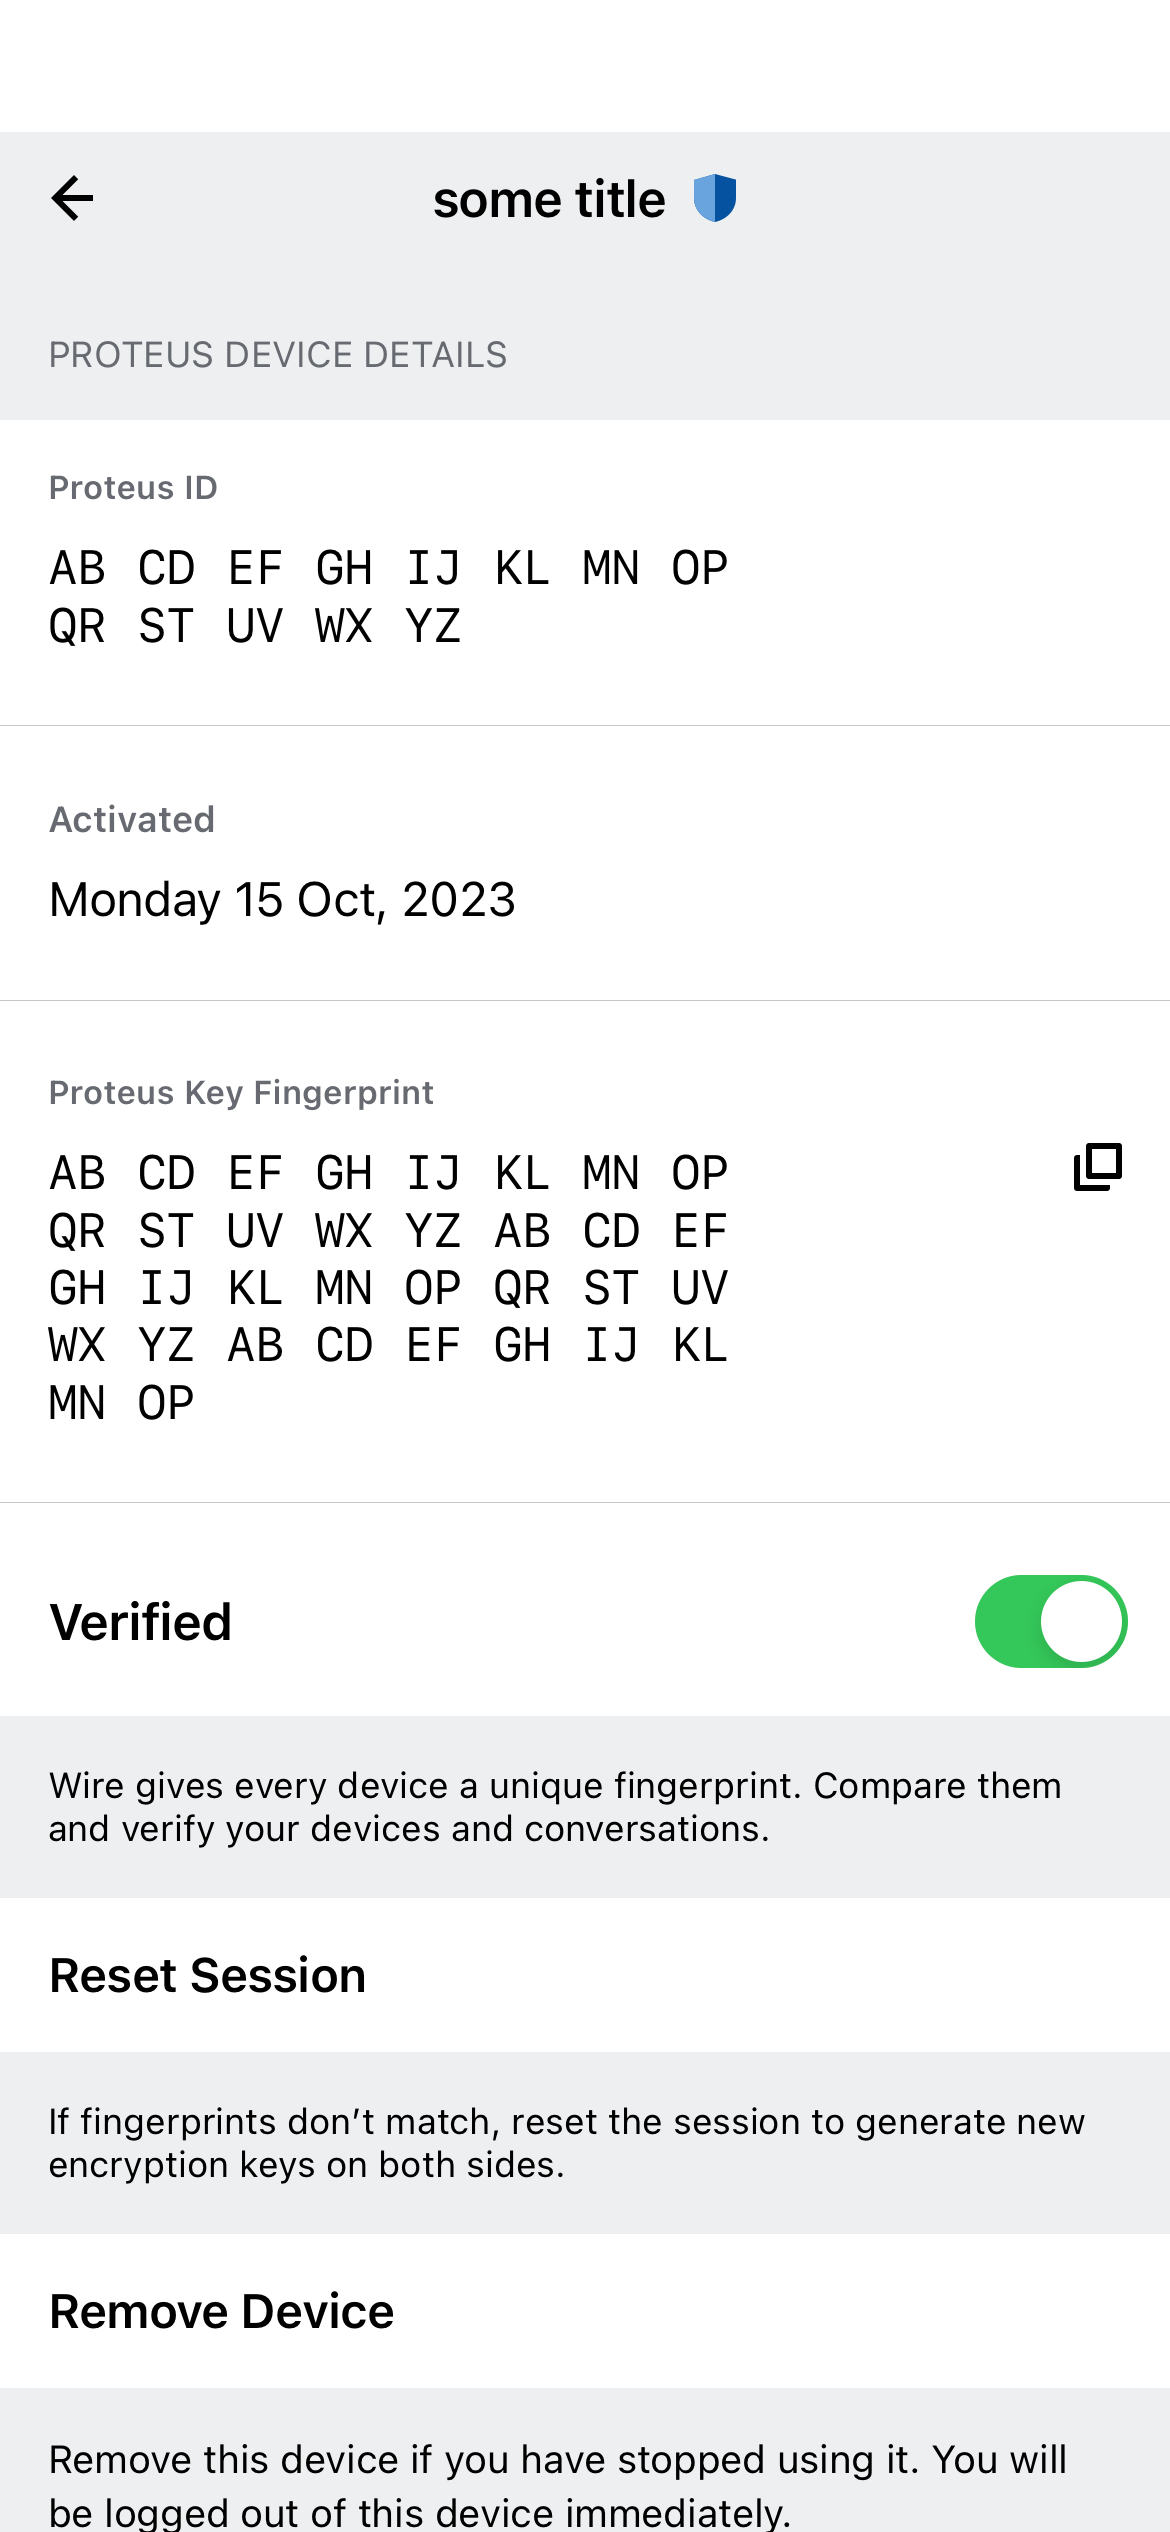 some title
PROTEUS DEVICE DETAILS
Proteus ID
AB CD EF GH IJ KL MN OP
QR ST UV WX YZ
Activated
Monday 15 Oct, 2023
Proteus Key Fingerprint
AB CD EF GH IJ KL MN OP
QR ST UV WX YZ AB CD EF
GH IJ KL MN OP QR ST UV
WX YZ AB CD EF GH IJ KL
MN OP
Verified
Wire gives every device a unique fingerprint. Compare them
and verify your devices and conversations.
Reset Session
If fingerprints don’t match, reset the session to generate new
encryption keys on both sides.
Remove Device
Remove this device if you have stopped using it. You will
be logged out of this device immediately.